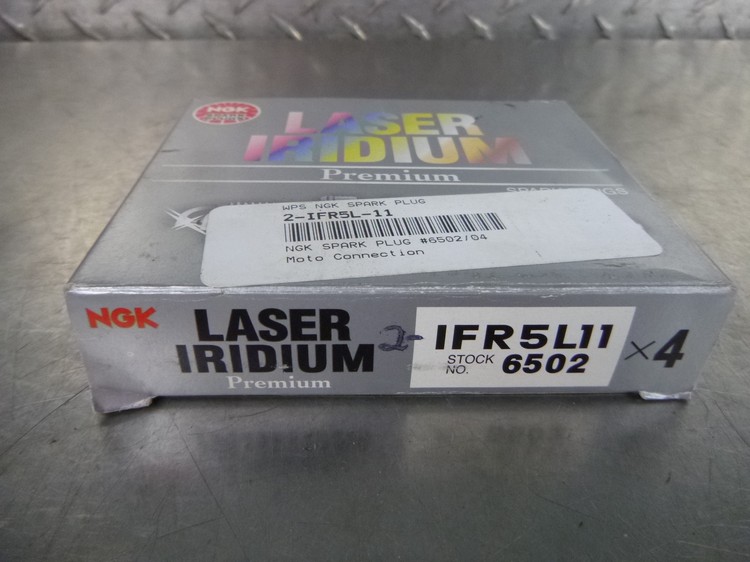 NGK
LASER
IRIDIUM
Premium
WPS NGK SPARK PLUG
2-IFR5L-11
NGK SPARK PLUG #6502/04
Moto Connection
NGK
LASER
IRIDIUM
Premium
2-
IFR5L11
STOCK NO. 6502
×4